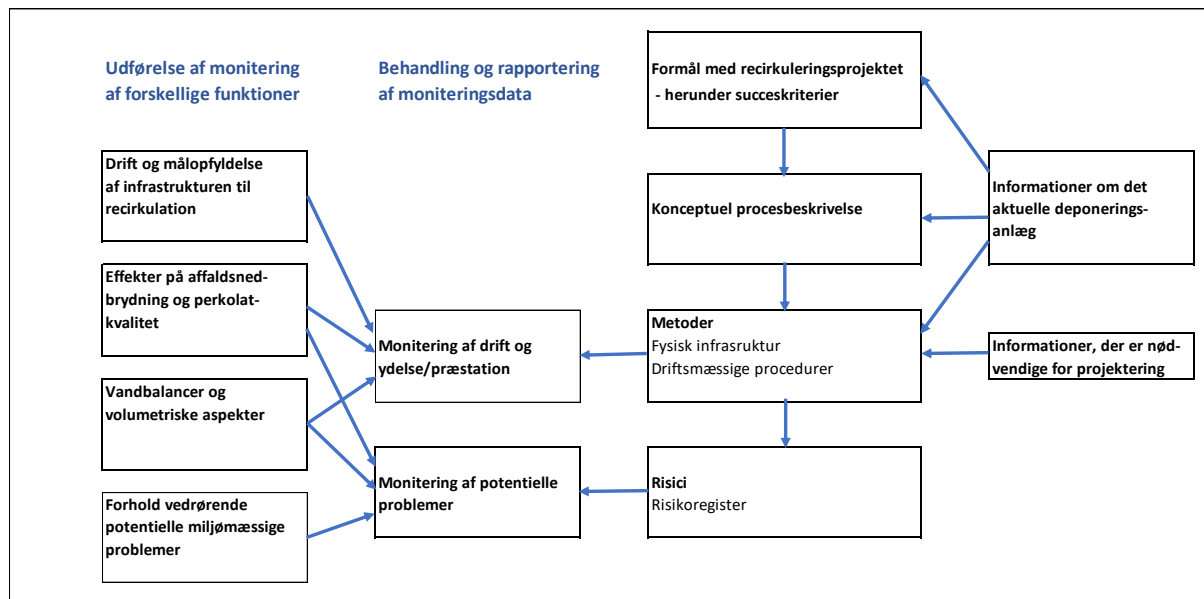 Udførelse af monitering
af forskellige funktioner
Behandling og rapportering
af moniteringsdata
Formål med recirkuleringsprojektet
- herunder succeskriterier
Drift og målopfyldelse
af infrastrukturen til
recirkulation
Konceptuel procesbeskrivelse
Informationer om det
aktuelle deponerings-
anlæg
Effekter på affaldsned-
brydning og perkolat-
kvalitet
Monitering af drift og
ydelse/præstation
Metoder
Fysisk infrasruktur
Driftsmæssige procedurer
Informationer, der er nød-
vendige for projektering
Vandbalancer og
volumetriske aspekter
Monitering af potentielle
problemer
Risici
Risikoregister
Forhold vedrørende
potentielle miljømæssige
problemer